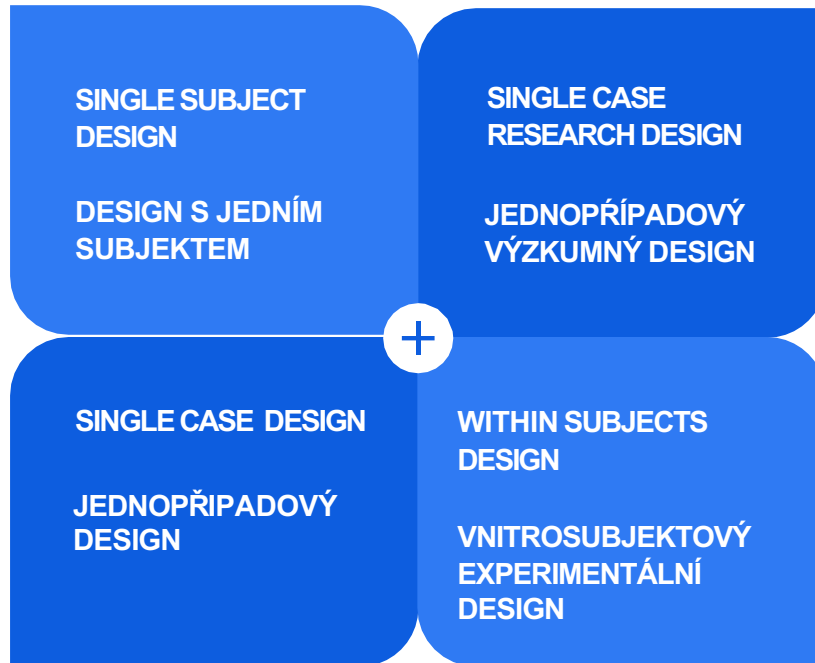 SINGLE SUBJECT
DESIGN
DESIGN S JEDNÍM
SUBJEKTEM
SINGLE CASE
RESEARCH DESIGN
JEDNOPŔÍPADOVÝ
VÝZKUMNÝ DESIGN
SINGLE CASE DESIGN
JEDNOPŘIPADOVÝ
DESIGN
WITHIN SUBJECTS
DESIGN
VNITROSUBJEKTOVÝ
EXPERIMENTÁLNÍ
DESIGN